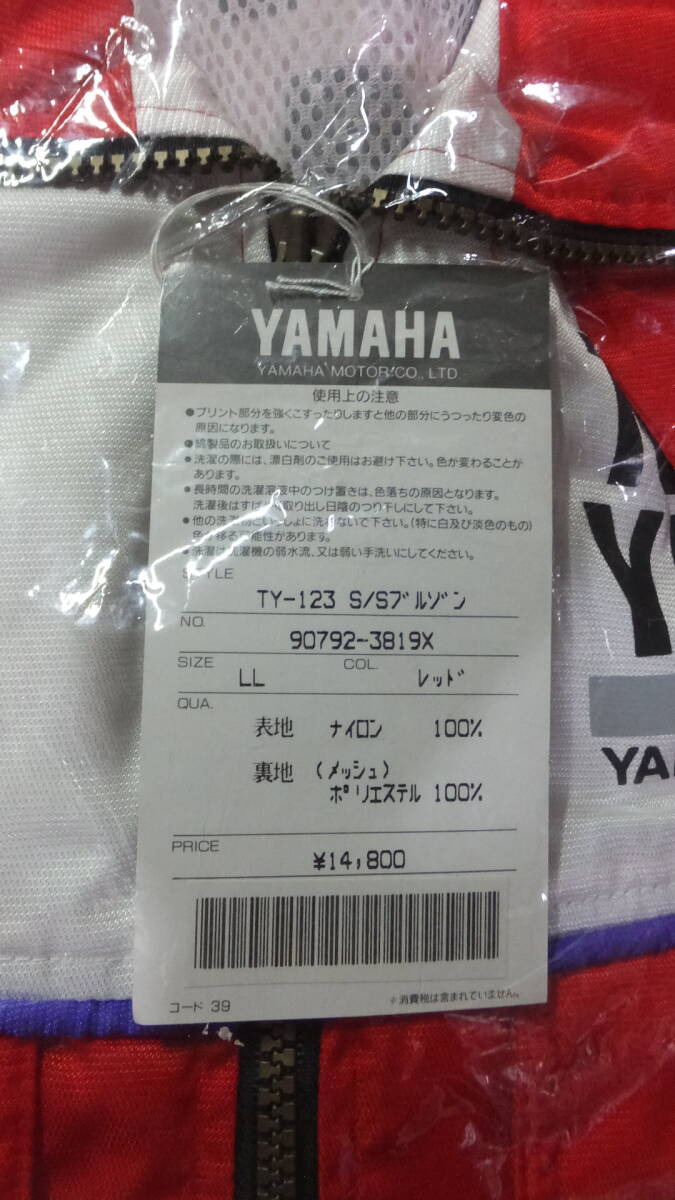 YAMAHA
YAMAHA MOTOR CO., LTD.
使用上の注意
●プリント部分を強くこすったりしますと他の部分にうつったり変色の
原因になります。
●綿製品のお取扱いについて
●洗濯の際には、漂白剤のご使用はお避け下さい。色が変わることが
あります。
●長時間の洗濯溶液中のつけ置きは、色落ちの原因となります。
洗濯後はすぐ取り出し日陰のつり干しにして下さい。
●他の洗濯物といっしょに洗わないで下さい。(特に白及び淡色のもの)
色が移る可能性があります。
●洗濯は洗濯機の弱水流、又は弱い手洗いにしてください。
STYLE
TY-123 S/Sブルゾン
NO.
90792-3819X
SIZE COL.
LL レッド
QUA.
表地 ナイロン 100%
裏地 (メッシュ)
ポリエステル 100%
PRICE
¥14,800
コード 39 ※消費税は含まれていません。
YA